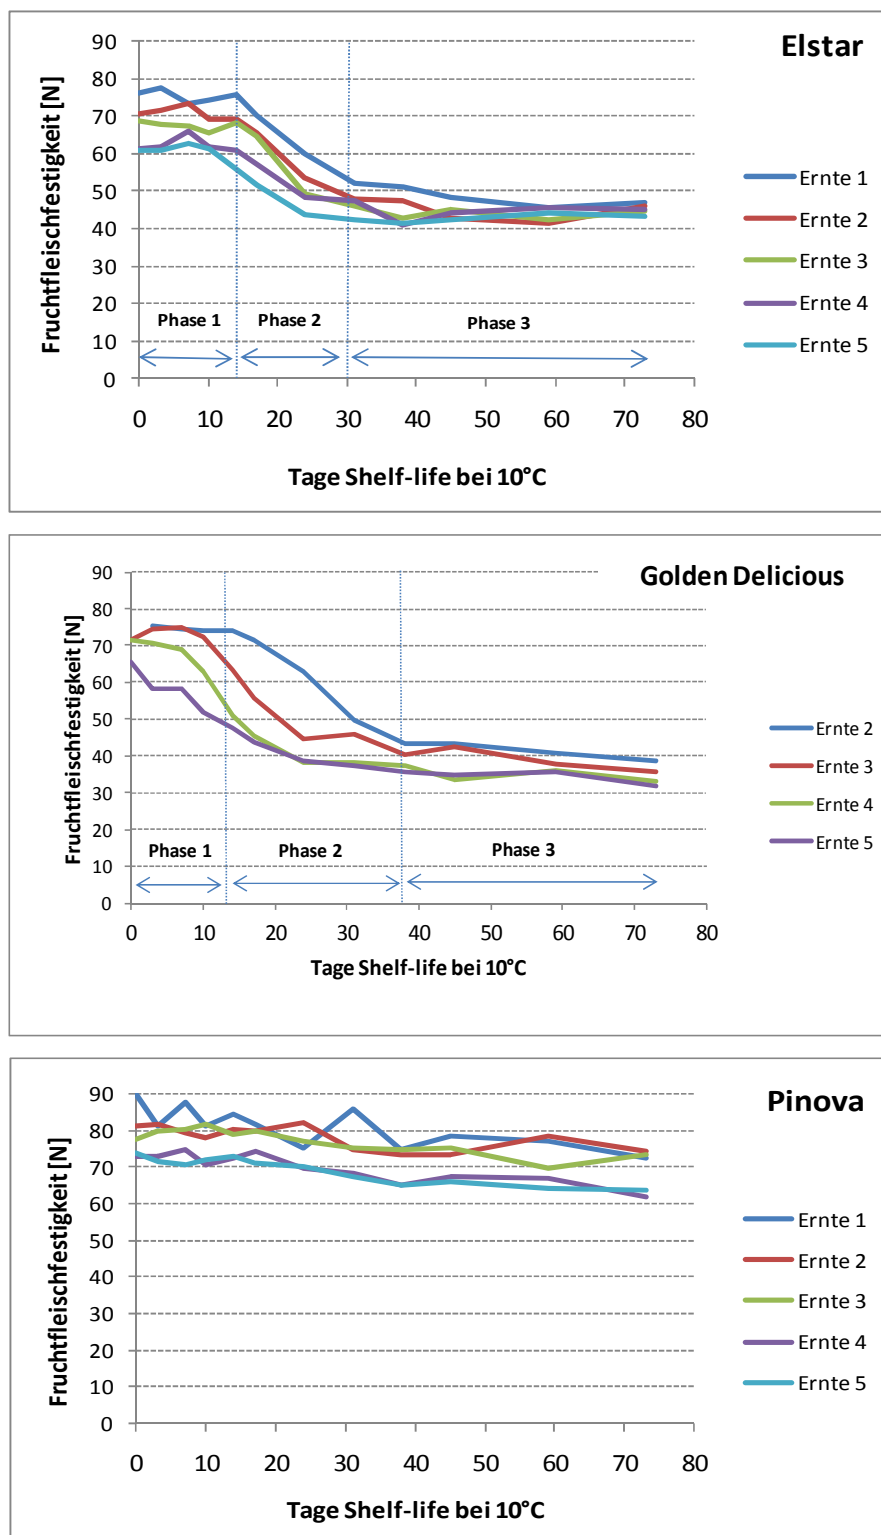 Elstar
Fruchtfleischfestigkeit [N]
90
80
70
60
50
40
30
20
10
0
Phase 1
Phase 2
Phase 3
0 10 20 30 40 50 60 70 80
Tage Shelf-life bei 10°C
Ernte 1
Ernte 2
Ernte 3
Ernte 4
Ernte 5
Golden Delicious
Fruchtfleischfestigkeit [N]
90
80
70
60
50
40
30
20
10
0
Phase 1
Phase 2
Phase 3
0 10 20 30 40 50 60 70 80
Tage Shelf-life bei 10°C
Ernte 2
Ernte 3
Ernte 4
Ernte 5
Pinova
Fruchtfleischfestigkeit [N]
90
80
70
60
50
40
30
20
10
0
0 10 20 30 40 50 60 70 80
Tage Shelf-life bei 10°C
Ernte 1
Ernte 2
Ernte 3
Ernte 4
Ernte 5